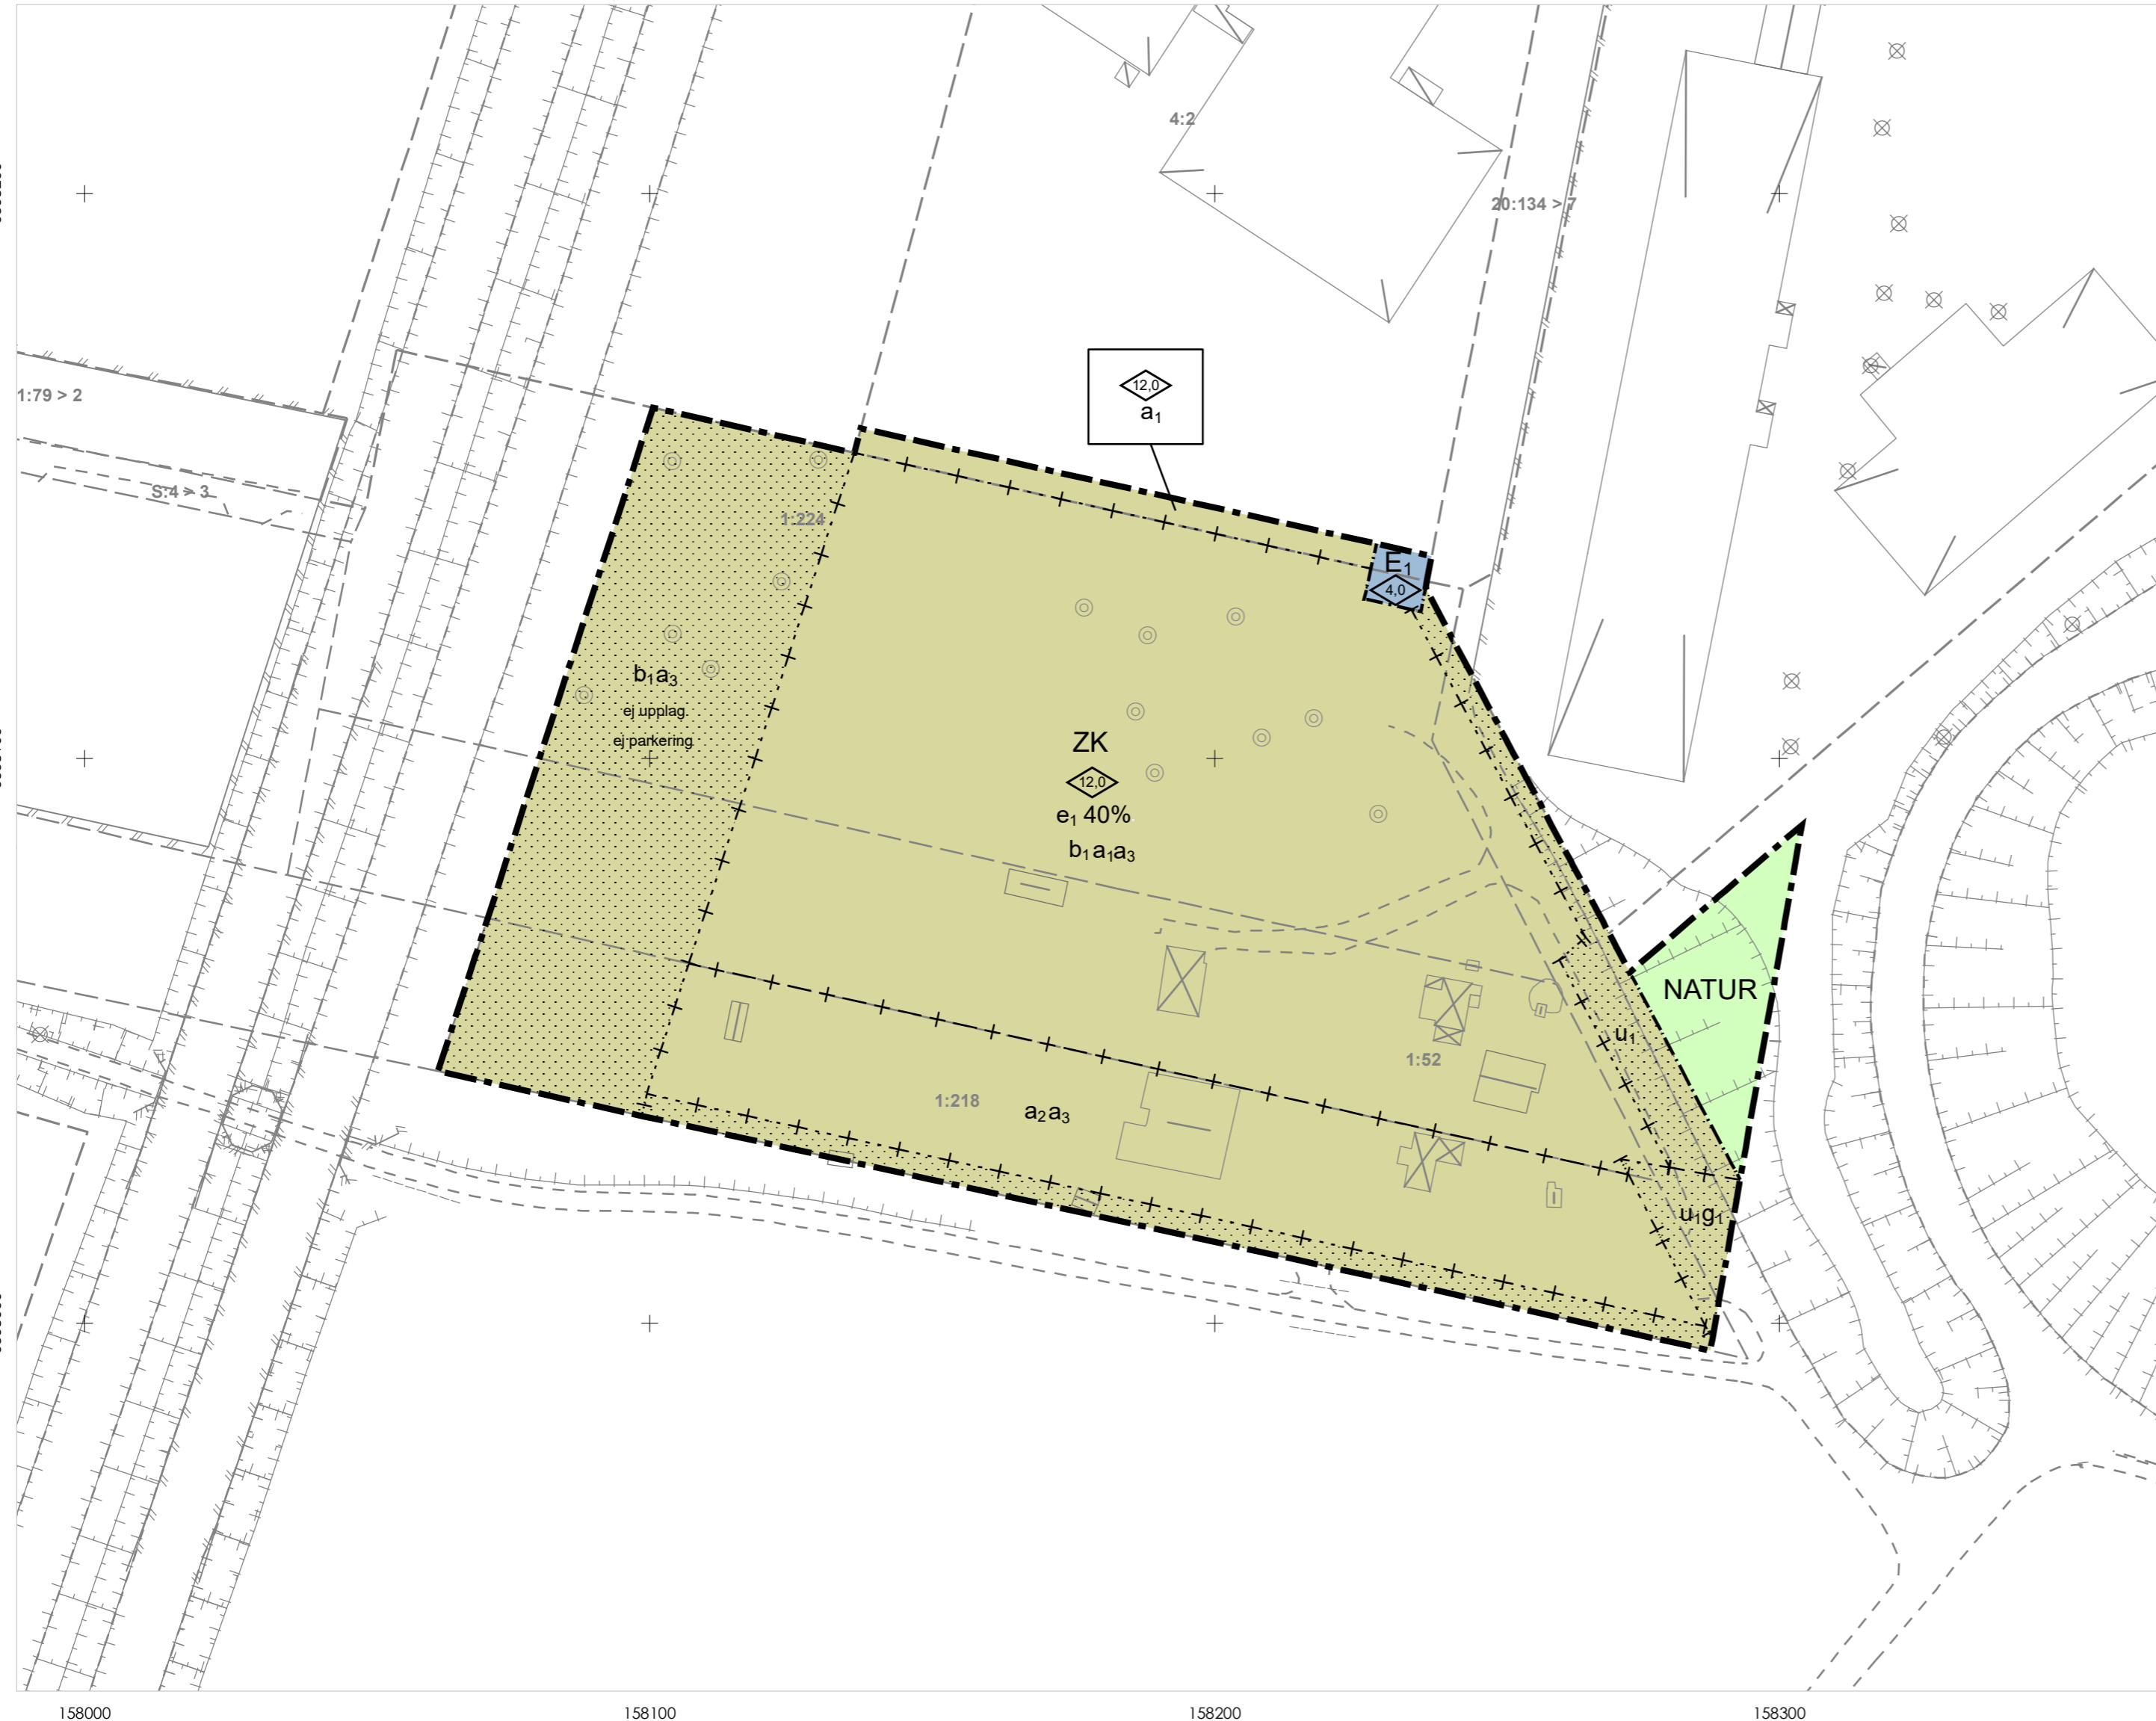 4:2
20:134 > 7
12,0
a₁
1:79 > 2
S:4 > 3
1:224
E₁
4,0
b₁a₃
ej upplag
ej parkering
ZK
12,0
e₁ 40%
b₁a₁a₃
NATUR
u₁
1:52
1:218
a₂a₃
u₁g₁
158000
158100
158200
158300